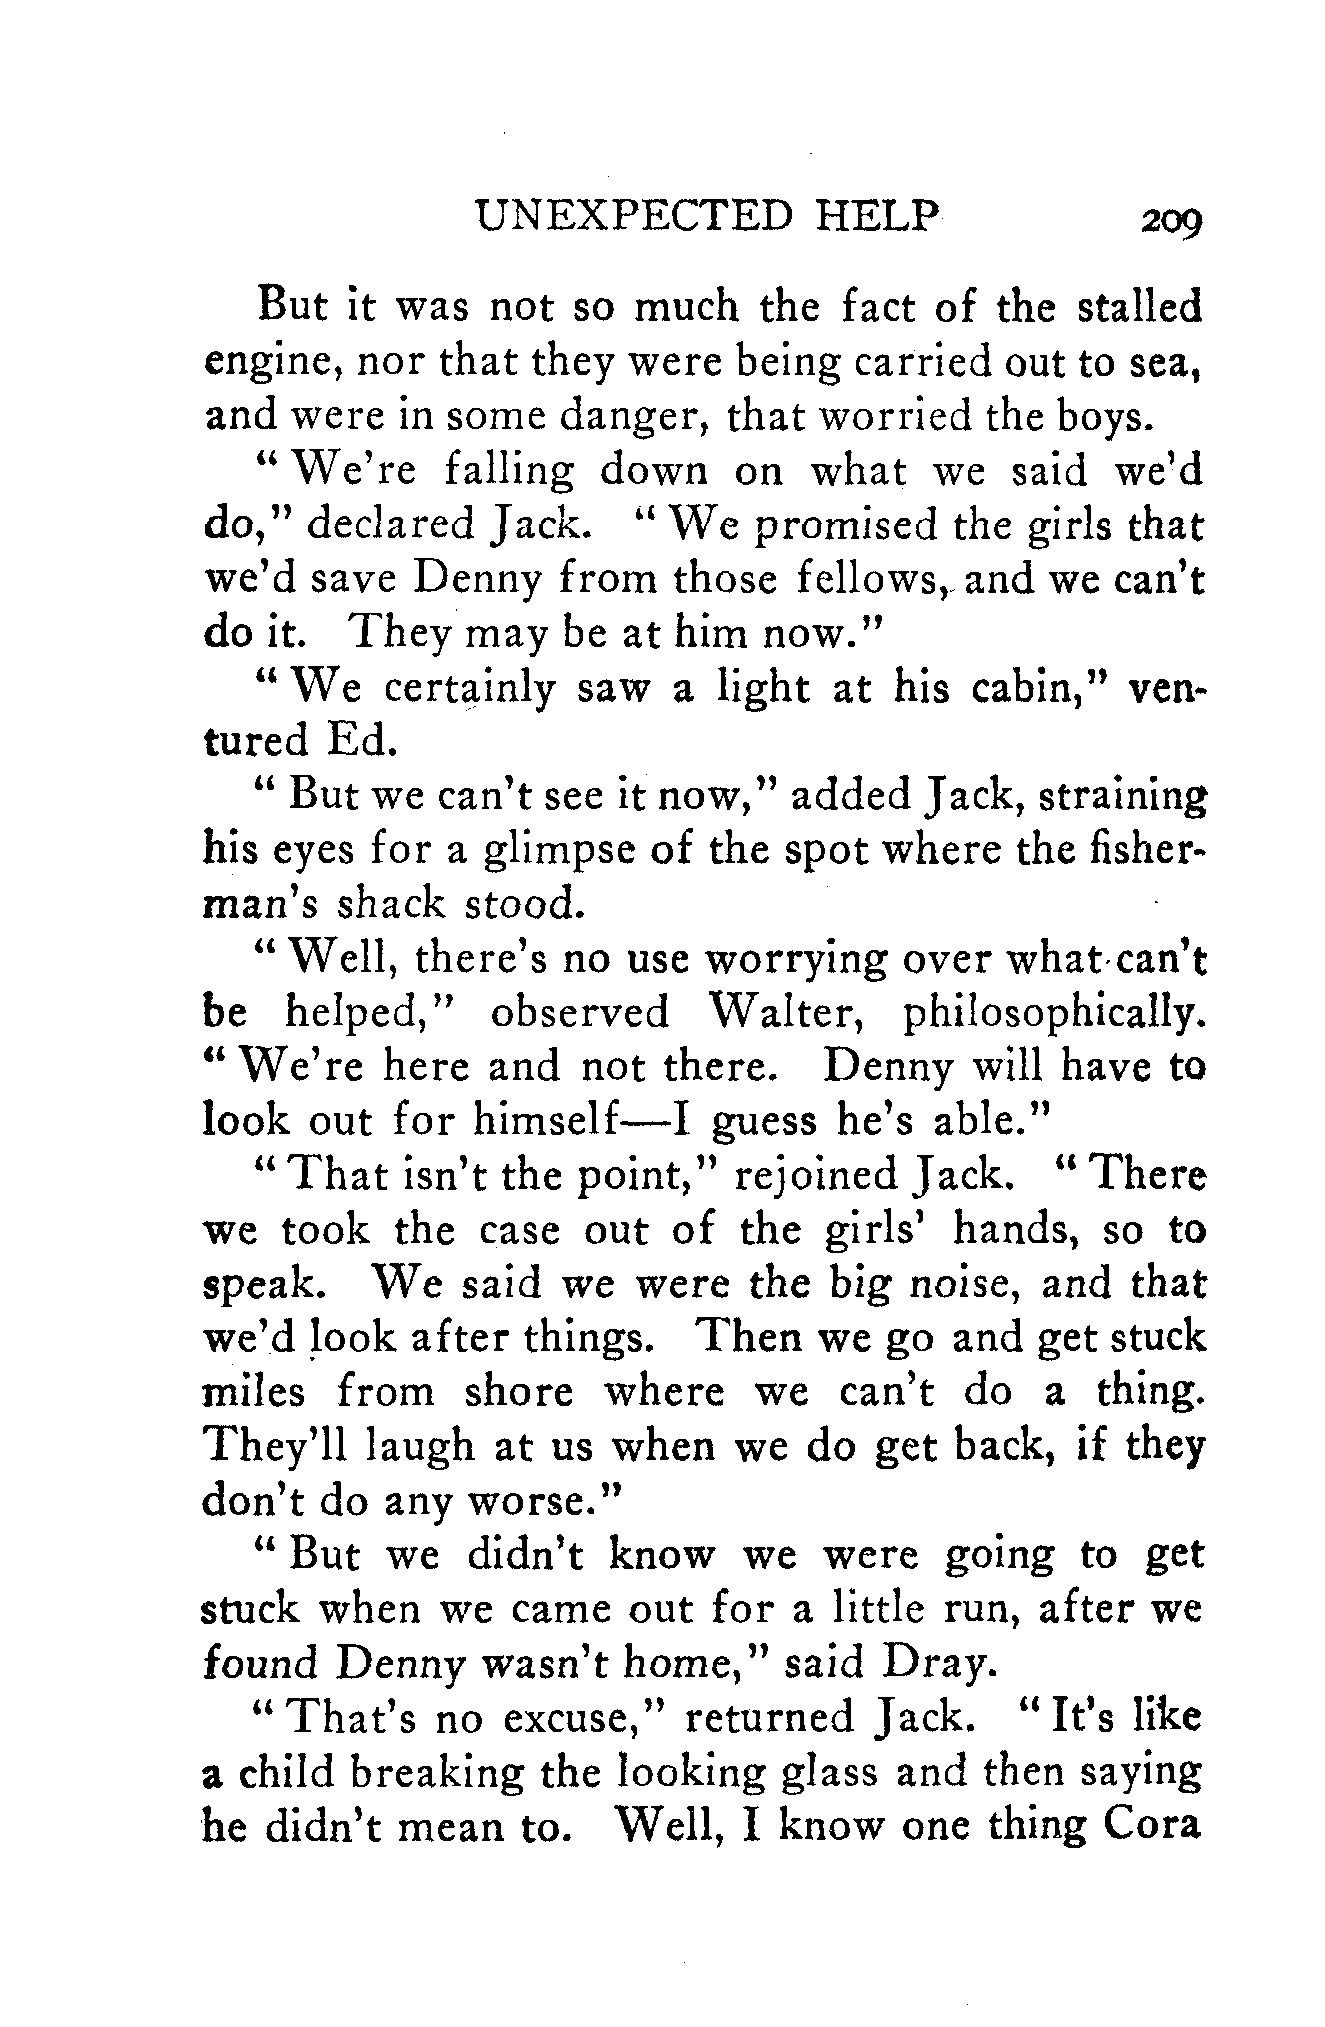 UNEXPECTED HELP 209
But it was not so much the fact of the stalled
engine, nor that they were being carried out to sea,
and were in some danger, that worried the boys.
" We're falling down on what we said we'd
do," declared Jack. " We promised the girls that
we'd save Denny from those fellows, and we can't
do it. They may be at him now."
" We certainly saw a light at his cabin," ven-
tured Ed.
" But we can't see it now," added Jack, straining
his eyes for a glimpse of the spot where the fisher-
man's shack stood.
" Well, there's no use worrying over what can't
be helped," observed Walter, philosophically.
" We're here and not there. Denny will have to
look out for himself—I guess he's able."
" That isn't the point," rejoined Jack. " There
we took the case out of the girls' hands, so to
speak. We said we were the big noise, and that
we'd look after things. Then we go and get stuck
miles from shore where we can't do a thing.
They'll laugh at us when we do get back, if they
don't do any worse."
" But we didn't know we were going to get
stuck when we came out for a little run, after we
found Denny wasn't home," said Dray.
" That's no excuse," returned Jack. " It's like
a child breaking the looking glass and then saying
he didn't mean to. Well, I know one thing Cora